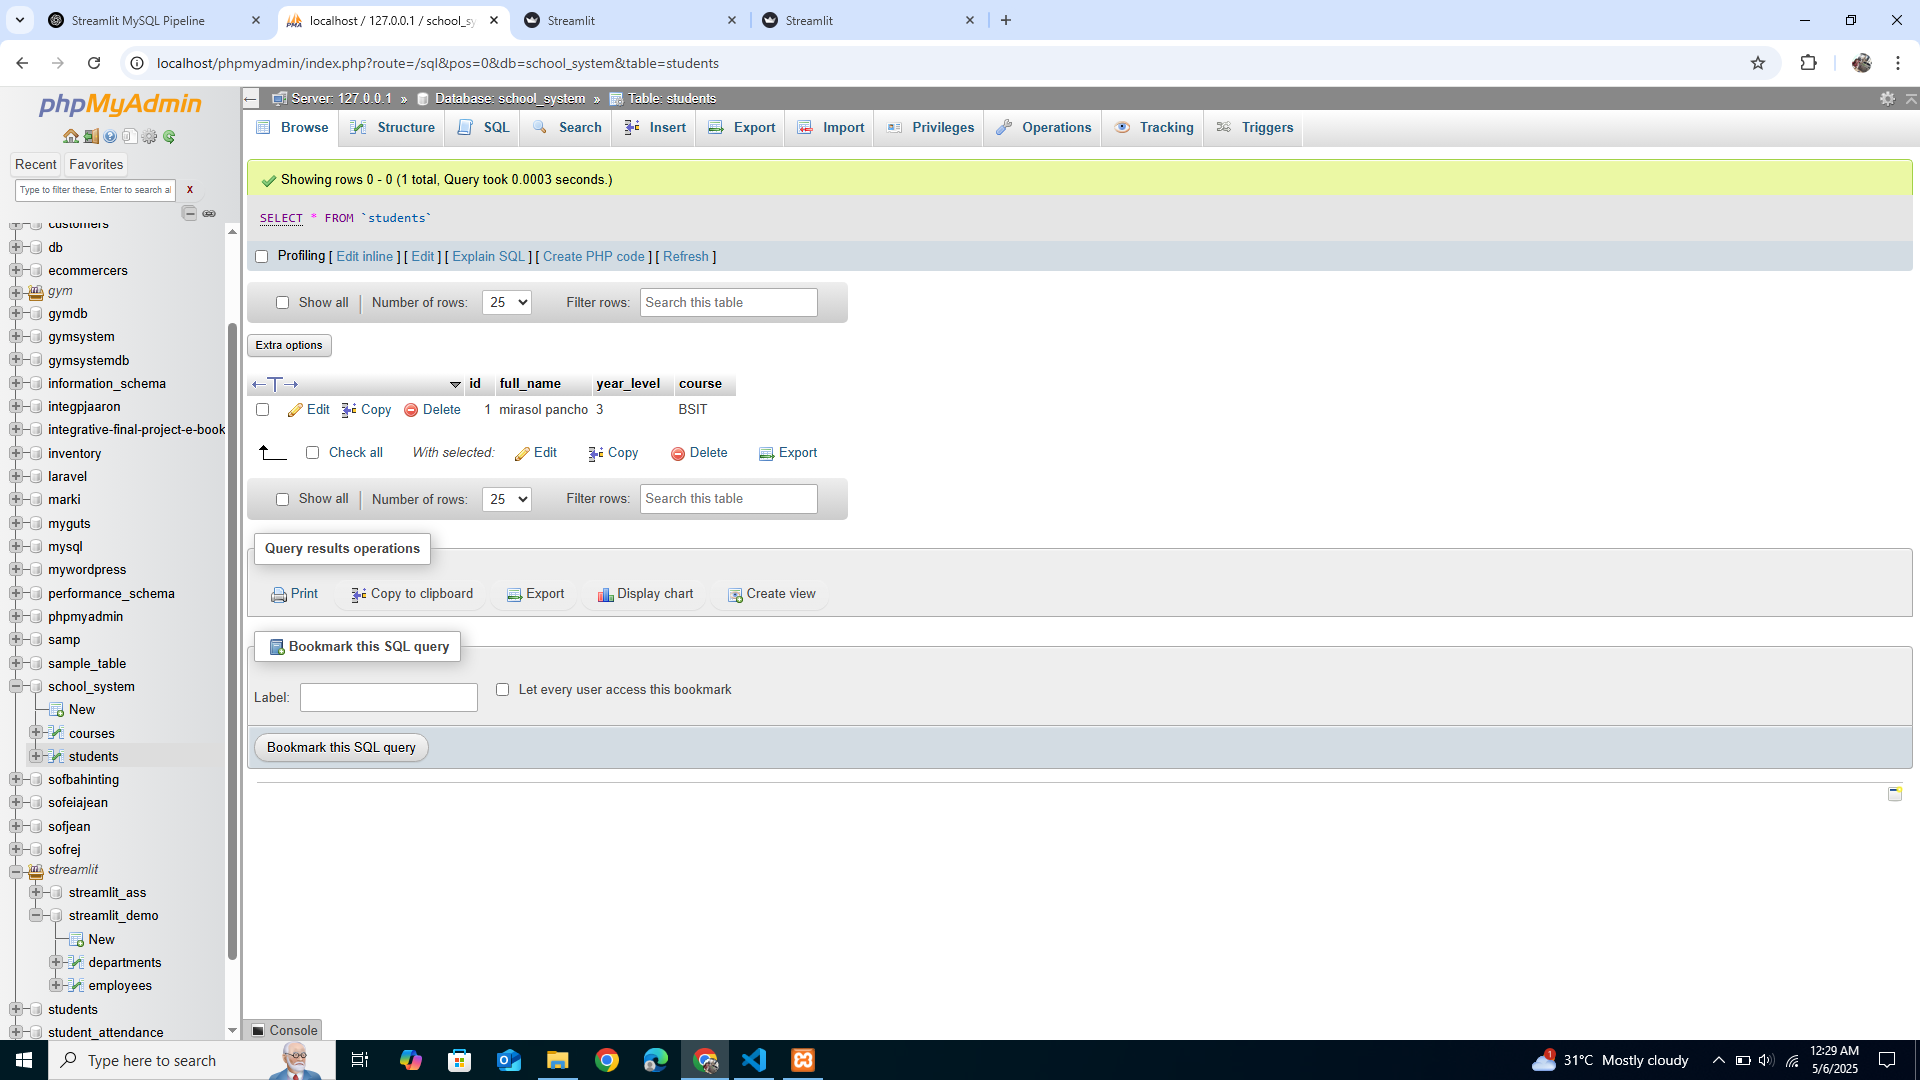 Streamlit MySQL Pipeline
localhost / 127.0.0.1 / school_sy
Streamlit
Streamlit
localhost/phpmyadmin/index.php?route=/sql&pos=0&db=school_system&table=students
phpMyAdmin
Recent
Favorites
Type to filter these, Enter to search al
X
customers
db
ecommercers
gym
gymdb
gymsystem
gymsystemdb
information_schema
integpjaaron
integrative-final-project-e-book
inventory
laravel
marki
myguts
mysql
mywordpress
performance_schema
phpmyadmin
samp
sample_table
school_system
New
courses
students
sofbahinting
sofeiajean
sofjean
sofrej
streamlit
streamlit_ass
streamlit_demo
New
departments
employees
students
student_attendance
Server: 127.0.0.1 » Database: school_system » Table: students
Browse Structure SQL Search Insert Export Import Privileges Operations Tracking Triggers
Showing rows 0 - 0 (1 total, Query took 0.0003 seconds.)
SELECT * FROM `students`
Profiling [ Edit inline ] [ Edit ] [ Explain SQL ] [ Create PHP code ] [ Refresh ]
Show all Number of rows: 25 Filter rows: Search this table
Extra options
id full_name year_level course
Edit Copy Delete 1 mirasol pancho 3 BSIT
Check all With selected: Edit Copy Delete Export
Show all Number of rows: 25 Filter rows: Search this table
Query results operations
Print Copy to clipboard Export Display chart Create view
Bookmark this SQL query
Label:
Let every user access this bookmark
Bookmark this SQL query
Console
Type here to search
1
31°C Mostly cloudy
12:29 AM
5/6/2025